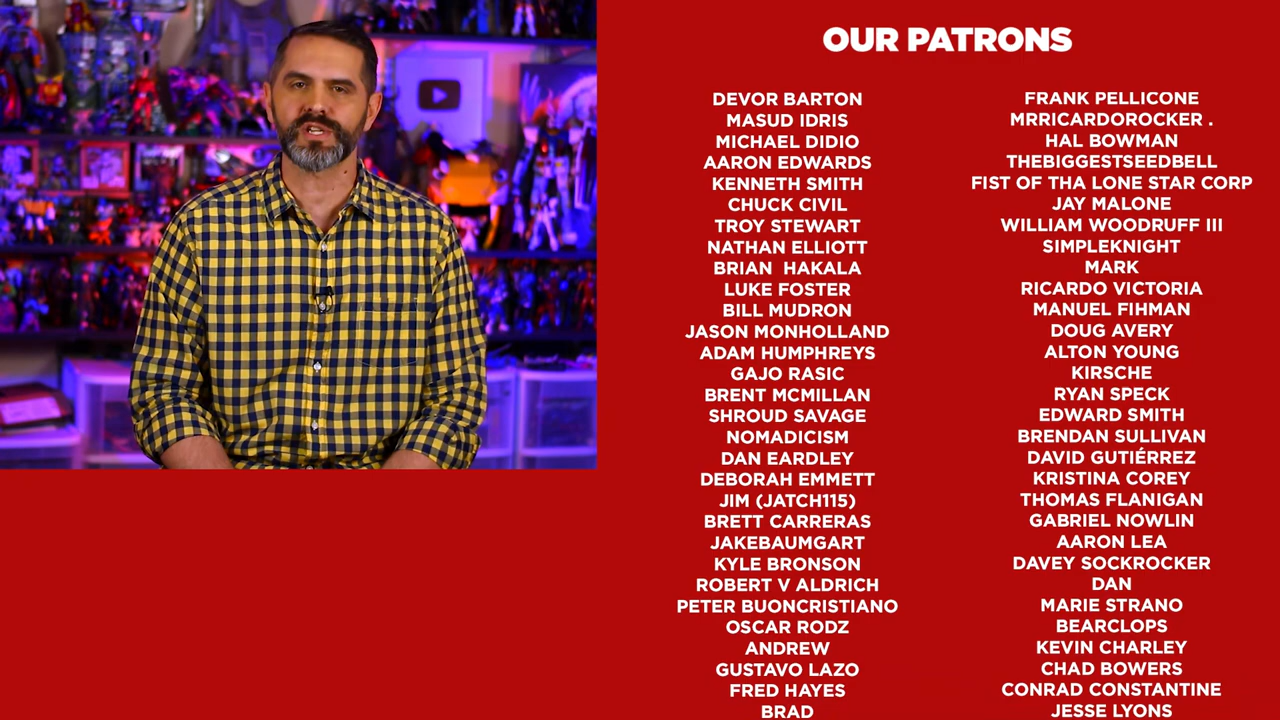 OUR PATRONS
DEVOR BARTON
MASUD IDRIS
MICHAEL DIDIO
AARON EDWARDS
KENNETH SMITH
CHUCK CIVIL
TROY STEWART
NATHAN ELLIOTT
BRIAN  HAKALA
LUKE FOSTER
BILL MUDRON
JASON MONHOLLAND
ADAM HUMPHREYS
GAJO RASIC
BRENT MCMILLAN
SHROUD SAVAGE
NOMADICISM
DAN EARDLEY
DEBORAH EMMETT
JIM (JATCH115)
BRETT CARRERAS
JAKEBAUMGART
KYLE BRONSON
ROBERT V ALDRICH
PETER BUONCRISTIANO
OSCAR RODZ
ANDREW
GUSTAVO LAZO
FRED HAYES
BRAD
FRANK PELLICONE
MRRICARDOROCKER .
HAL BOWMAN
THEBIGGESTSEEDBELL
FIST OF THA LONE STAR CORP
JAY MALONE
WILLIAM WOODRUFF III
SIMPLEKNIGHT
MARK
RICARDO VICTORIA
MANUEL FIHMAN
DOUG AVERY
ALTON YOUNG
KIRSCHE
RYAN SPECK
EDWARD SMITH
BRENDAN SULLIVAN
DAVID GUTIÉRREZ
KRISTINA COREY
THOMAS FLANIGAN
GABRIEL NOWLIN
AARON LEA
DAVEY SOCKROCKER
DAN
MARIE STRANO
BEARCLOPS
KEVIN CHARLEY
CHAD BOWERS
CONRAD CONSTANTINE
JESSE LYONS